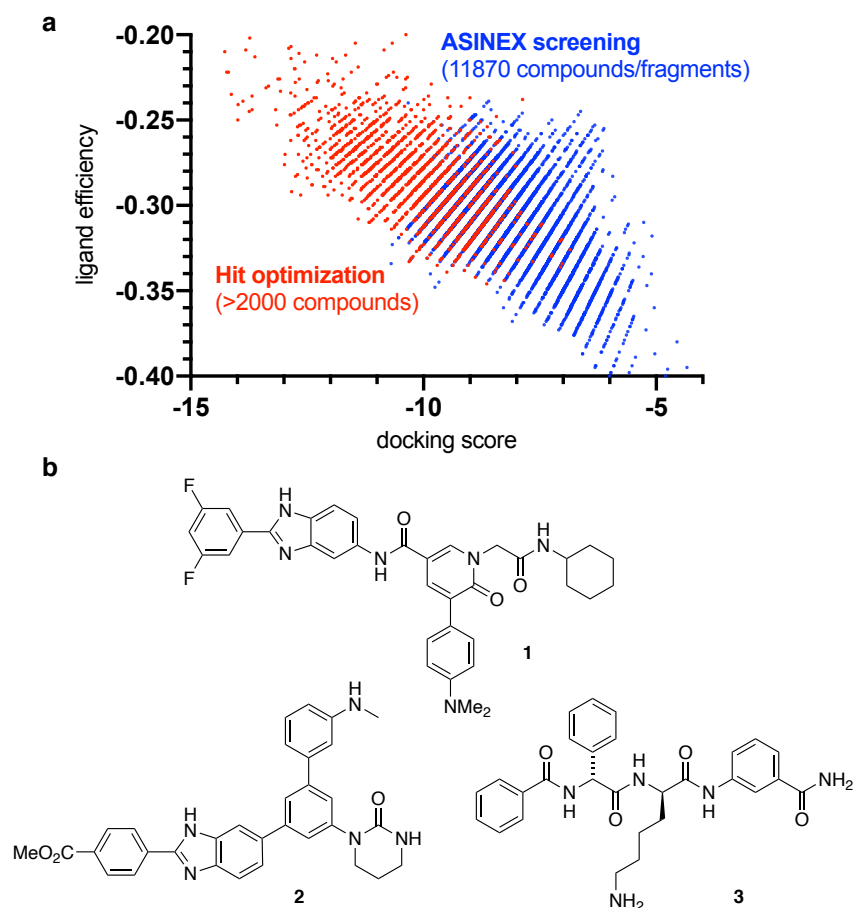 a
ASINEX screening
(11870 compounds/fragments)
-0.20
-0.25
-0.30
-0.35
-0.40
ligand efficiency
Hit optimization
(>2000 compounds)
-15
-10
-5
docking score
b
F
H
N
N
F
N
H
O
N
O
O
H
N
NMe2
1
H
N
O
N
NH
H
N
N
MeO2C
2
O
N
H
O
H
N
O
N
H
NH2
O
NH2
3